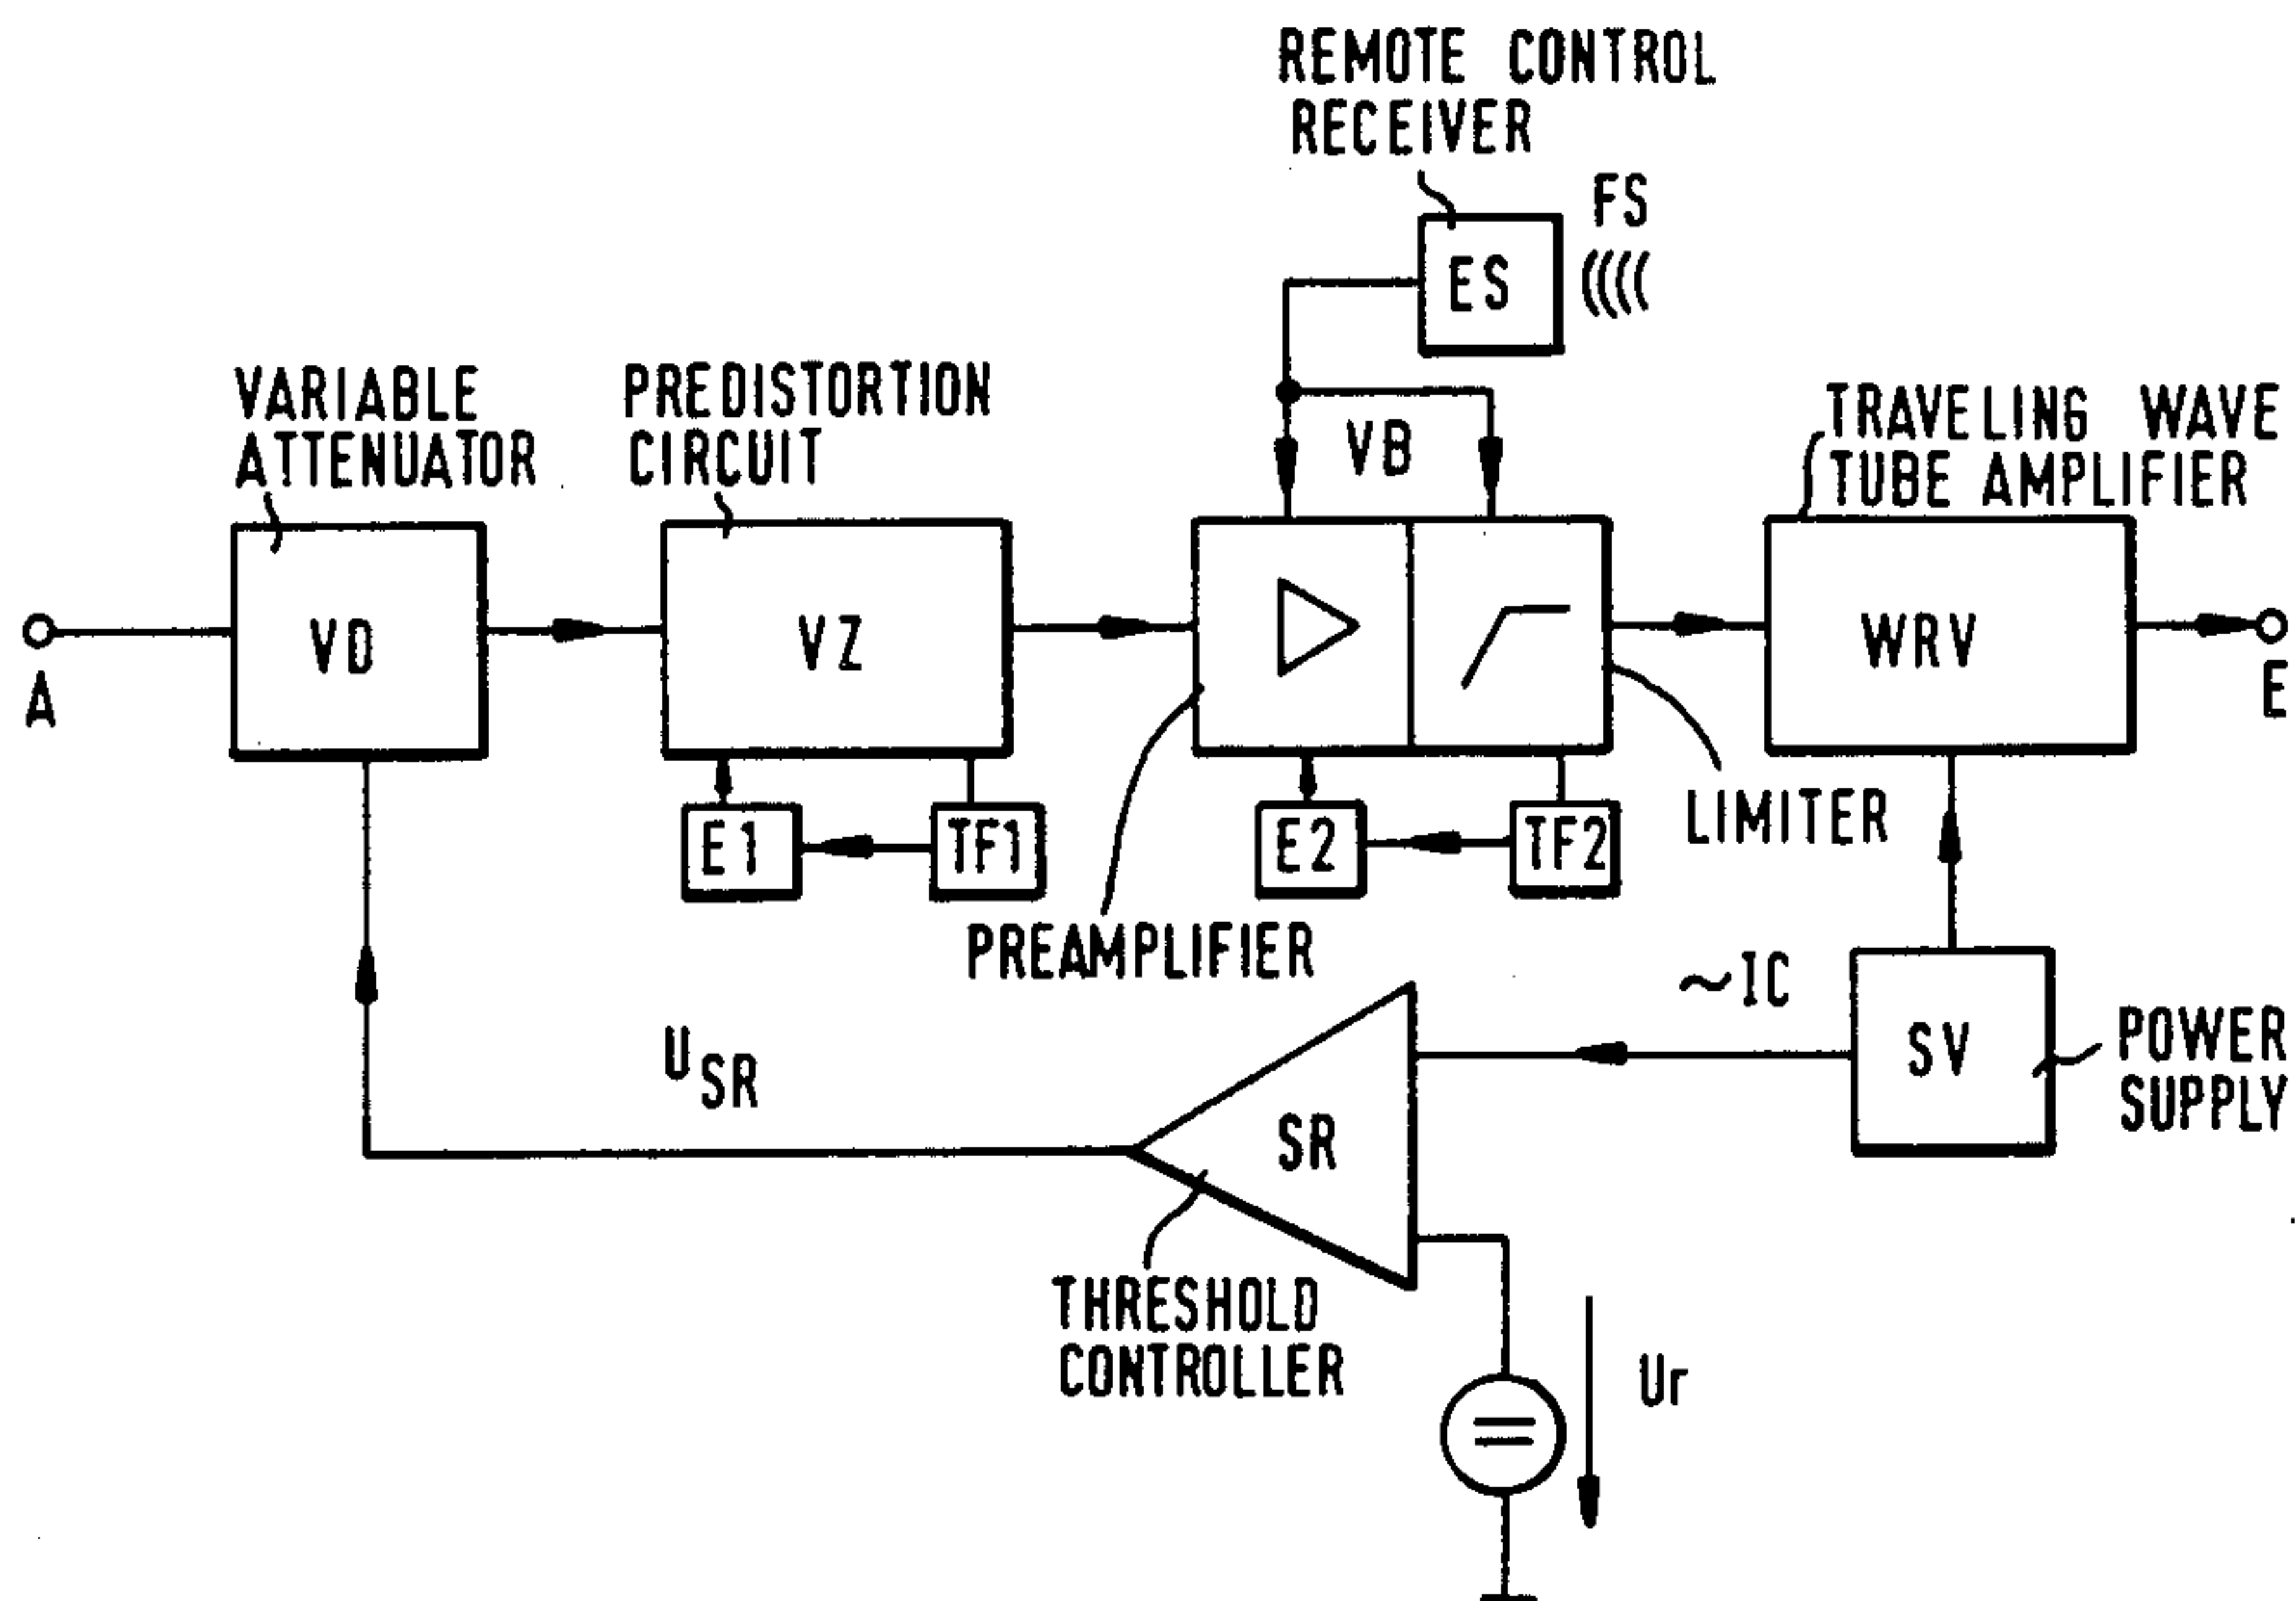 REMOTE CONTROL
RECEIVER
FS
ES
VARIABLE
ATTENUATOR
PREDISTORTION
CIRCUIT
VB
TRAVELING WAVE
TUBE AMPLIFIER
VD
VZ
WRV
A
E
E1
TF1
E2
TF2
LIMITER
PREAMPLIFIER
~IC
SV
POWER
SUPPLY
USR
SR
THRESHOLD
CONTROLLER
Ur